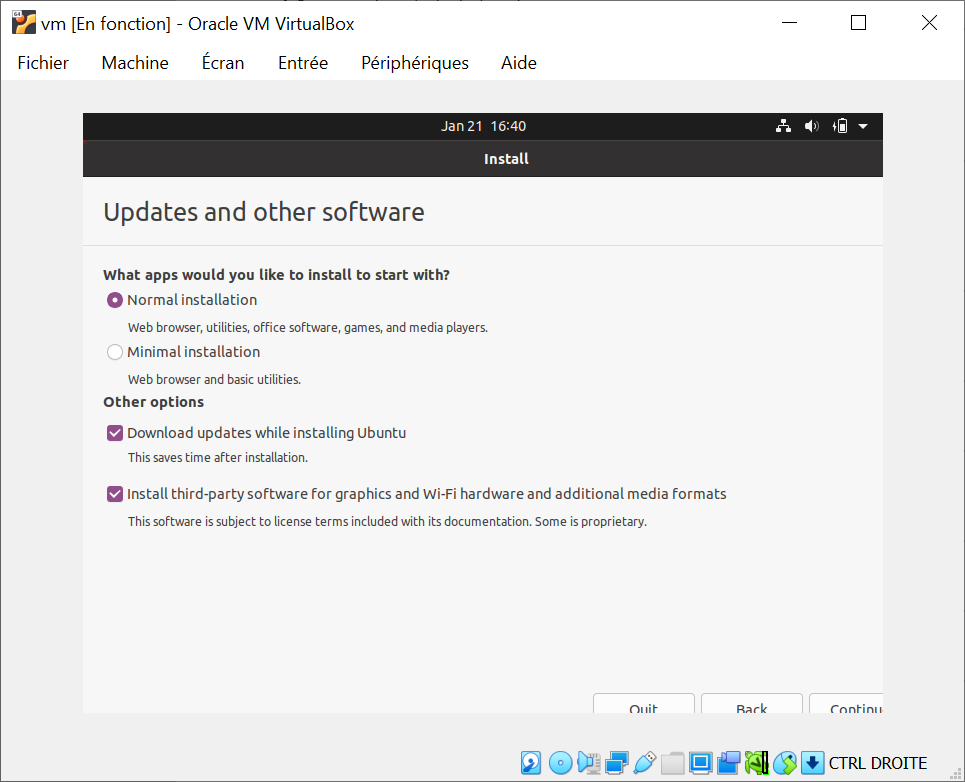 vm [En fonction] - Oracle VM VirtualBox
Fichier Machine Écran Entrée Périphériques Aide
Jan 21 16:40
Install
Updates and other software
What apps would you like to install to start with?
Normal installation
Web browser, utilities, office software, games, and media players.
Minimal installation
Web browser and basic utilities.
Other options
Download updates while installing Ubuntu
This saves time after installation.
Install third-party software for graphics and Wi-Fi hardware and additional media formats
This software is subject to license terms included with its documentation. Some is proprietary.
Quit Back Continu
CTRL DROITE